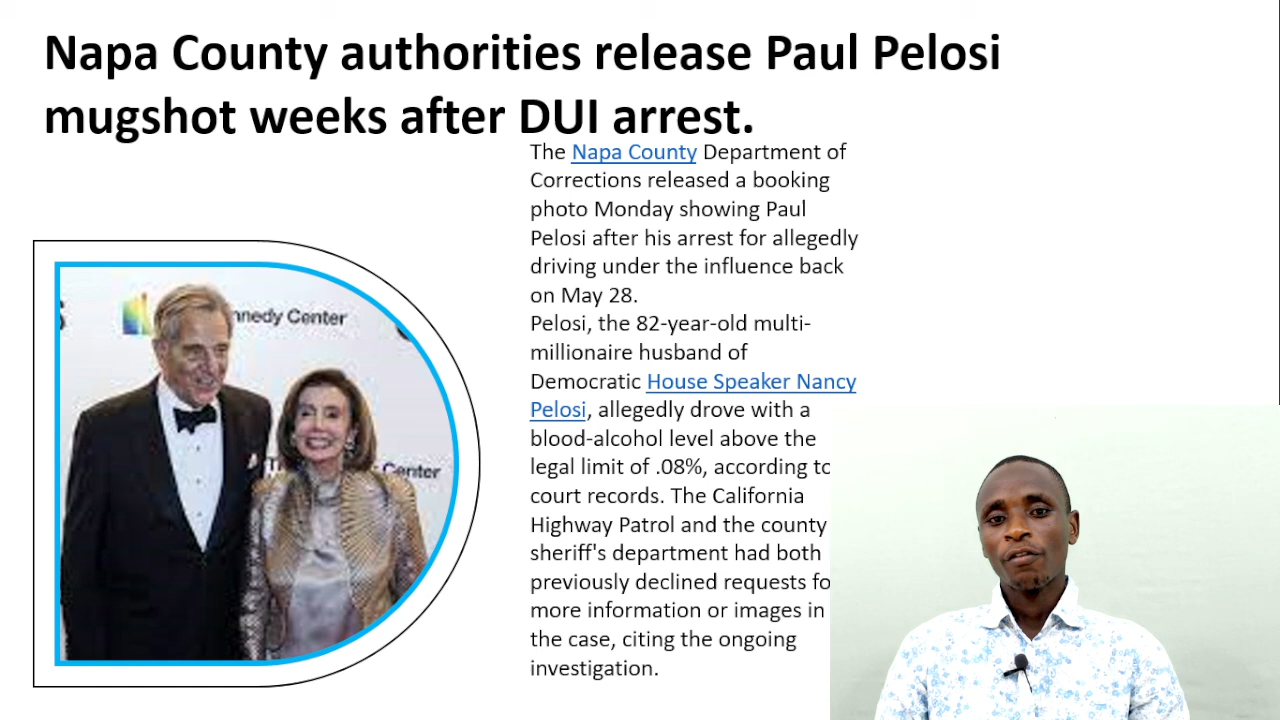 Napa County authorities release Paul Pelosi
mugshot weeks after DUI arrest.
The Napa County Department of
Corrections released a booking
photo Monday showing Paul
Pelosi after his arrest for allegedly
driving under the influence back
on May 28.
Pelosi, the 82-year-old multi-
millionaire husband of
Democratic House Speaker Nancy
Pelosi, allegedly drove with a
blood-alcohol level above the
legal limit of .08%, according to
court records. The California
Highway Patrol and the county
sheriff's department had both
previously declined requests fo
more information or images in
the case, citing the ongoing
investigation.
nnedy Center
Center